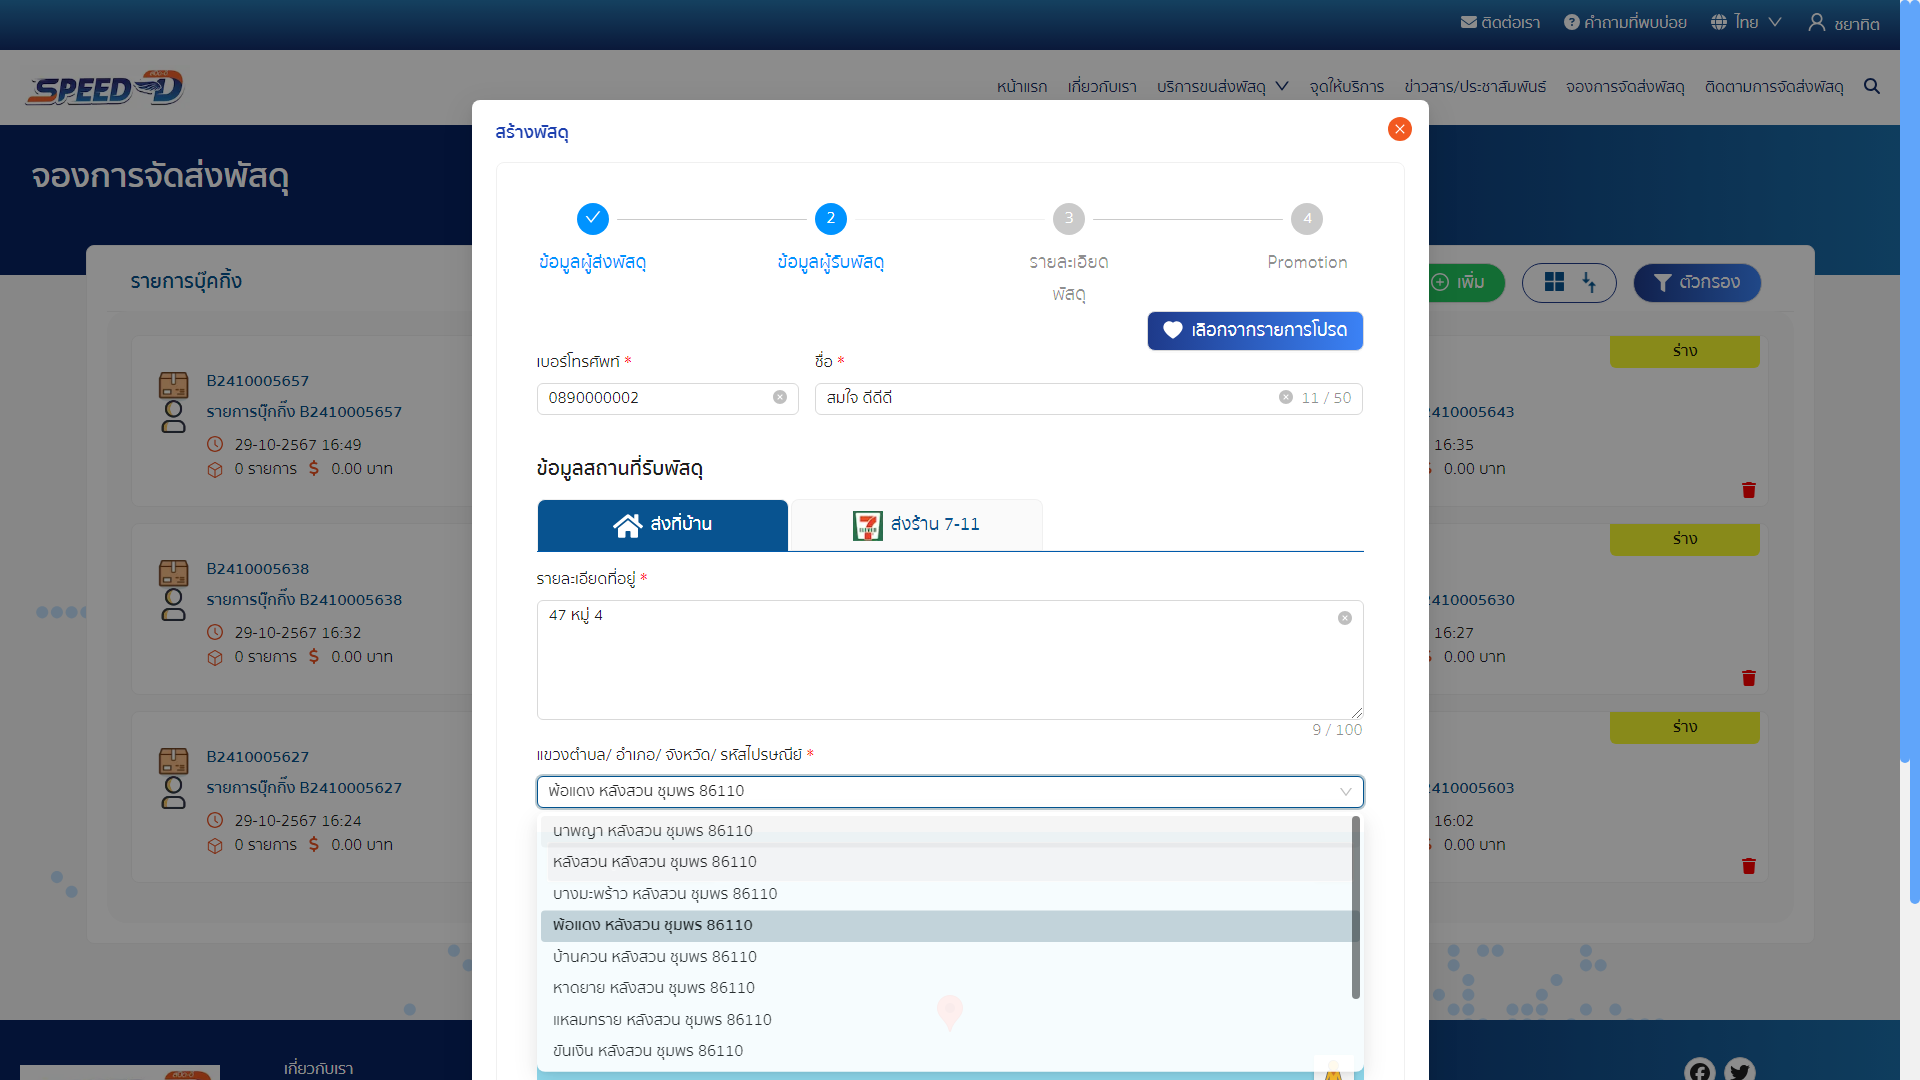 ติดต่อเรา
คำถามที่พบบ่อย
ไทย
ชยาทิต
SPEED-D
หน้าแรก
เกี่ยวกับเรา
บริการขนส่งพัสดุ
จุดให้บริการ
ข่าวสาร/ประชาสัมพันธ์
จองการจัดส่งพัสดุ
ติดตามการจัดส่งพัสดุ
จองการจัดส่งพัสดุ
รายการบุ๊คกิ้ง
เพิ่ม
ตัวกรอง
B2410005657
รายการบุ๊กกิ๊ง B2410005657
29-10-2567 16:49
0 รายการ $ 0.00 บาท
B2410005638
รายการบุ๊กกิ๊ง B2410005638
29-10-2567 16:32
0 รายการ $ 0.00 บาท
B2410005627
รายการบุ๊กกิ๊ง B2410005627
29-10-2567 16:24
0 รายการ $ 0.00 บาท
สร้างพัสดุ
2
3
4
ข้อมูลผู้ส่งพัสดุ
ข้อมูลผู้รับพัสดุ
รายละเอียด
พัสดุ
Promotion
เลือกจากรายการโปรด
เบอร์โทรศัพท์ *
ชื่อ *
0890000002
สมใจ ดีดีดี
11 / 50
ข้อมูลสถานที่รับพัสดุ
ส่งที่บ้าน
ส่งร้าน 7-11
รายละเอียดที่อยู่ *
47 หมู่ 4
9 / 100
แขวงตำบล/ อำเภอ/ จังหวัด/ รหัสไปรษณีย์ *
พ้อแดง หลังสวน ชุมพร 86110
นาพญา หลังสวน ชุมพร 86110
หลังสวน หลังสวน ชุมพร 86110
บางมะพร้าว หลังสวน ชุมพร 86110
พ้อแดง หลังสวน ชุมพร 86110
บ้านควน หลังสวน ชุมพร 86110
หาดยาย หลังสวน ชุมพร 86110
แหลมทราย หลังสวน ชุมพร 86110
ขันเงิน หลังสวน ชุมพร 86110
ร่าง
2410005643
16:35
0.00 บาท
ร่าง
2410005630
16:27
0.00 บาท
ร่าง
2410005603
16:02
0.00 บาท
เกี่ยวกับเรา